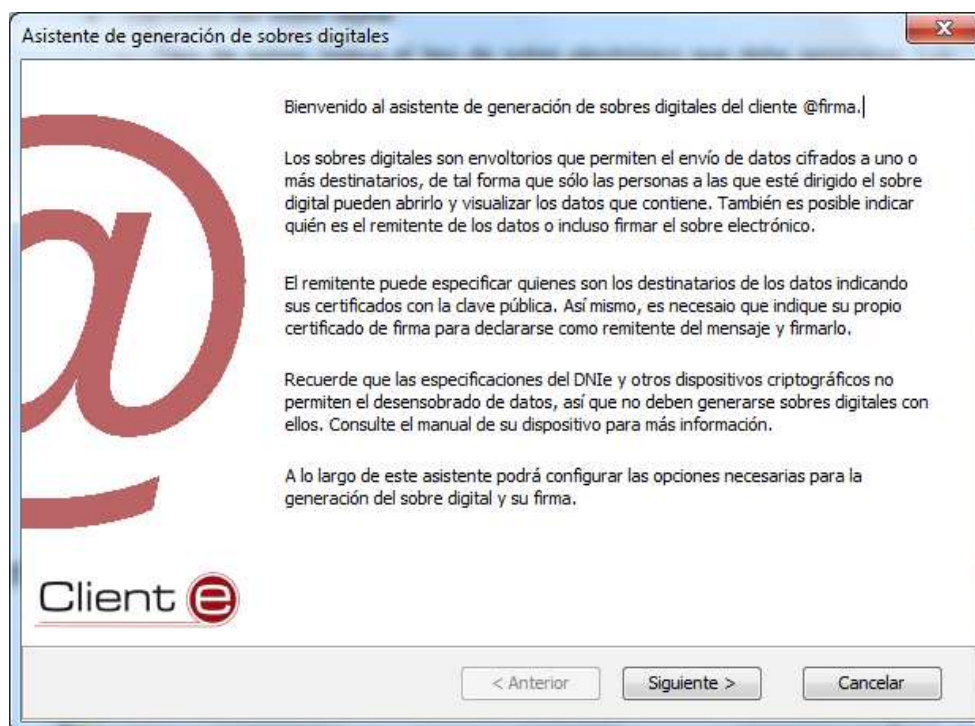 Asistente de generación de sobres digitales
Bienvenido al asistente de generación de sobres digitales del cliente @firma.
Los sobres digitales son envoltorios que permiten el envío de datos cifrados a uno o
más destinatarios, de tal forma que sólo las personas a las que esté dirigido el sobre
digital pueden abrirlo y visualizar los datos que contiene. También es posible indicar
quién es el remitente de los datos o incluso firmar el sobre electrónico.
El remitente puede especificar quienes son los destinatarios de los datos indicando
sus certificados con la clave pública. Así mismo, es necesaio que indique su propio
certificado de firma para declararse como remitente del mensaje y firmarlo.
Recuerde que las especificaciones del DNIe y otros dispositivos criptográficos no
permiten el desensobrado de datos, así que no deben generarse sobres digitales con
ellos. Consulte el manual de su dispositivo para más información.
A lo largo de este asistente podrá configurar las opciones necesarias para la
generación del sobre digital y su firma.
@
Client e
< Anterior
Siguiente >
Cancelar